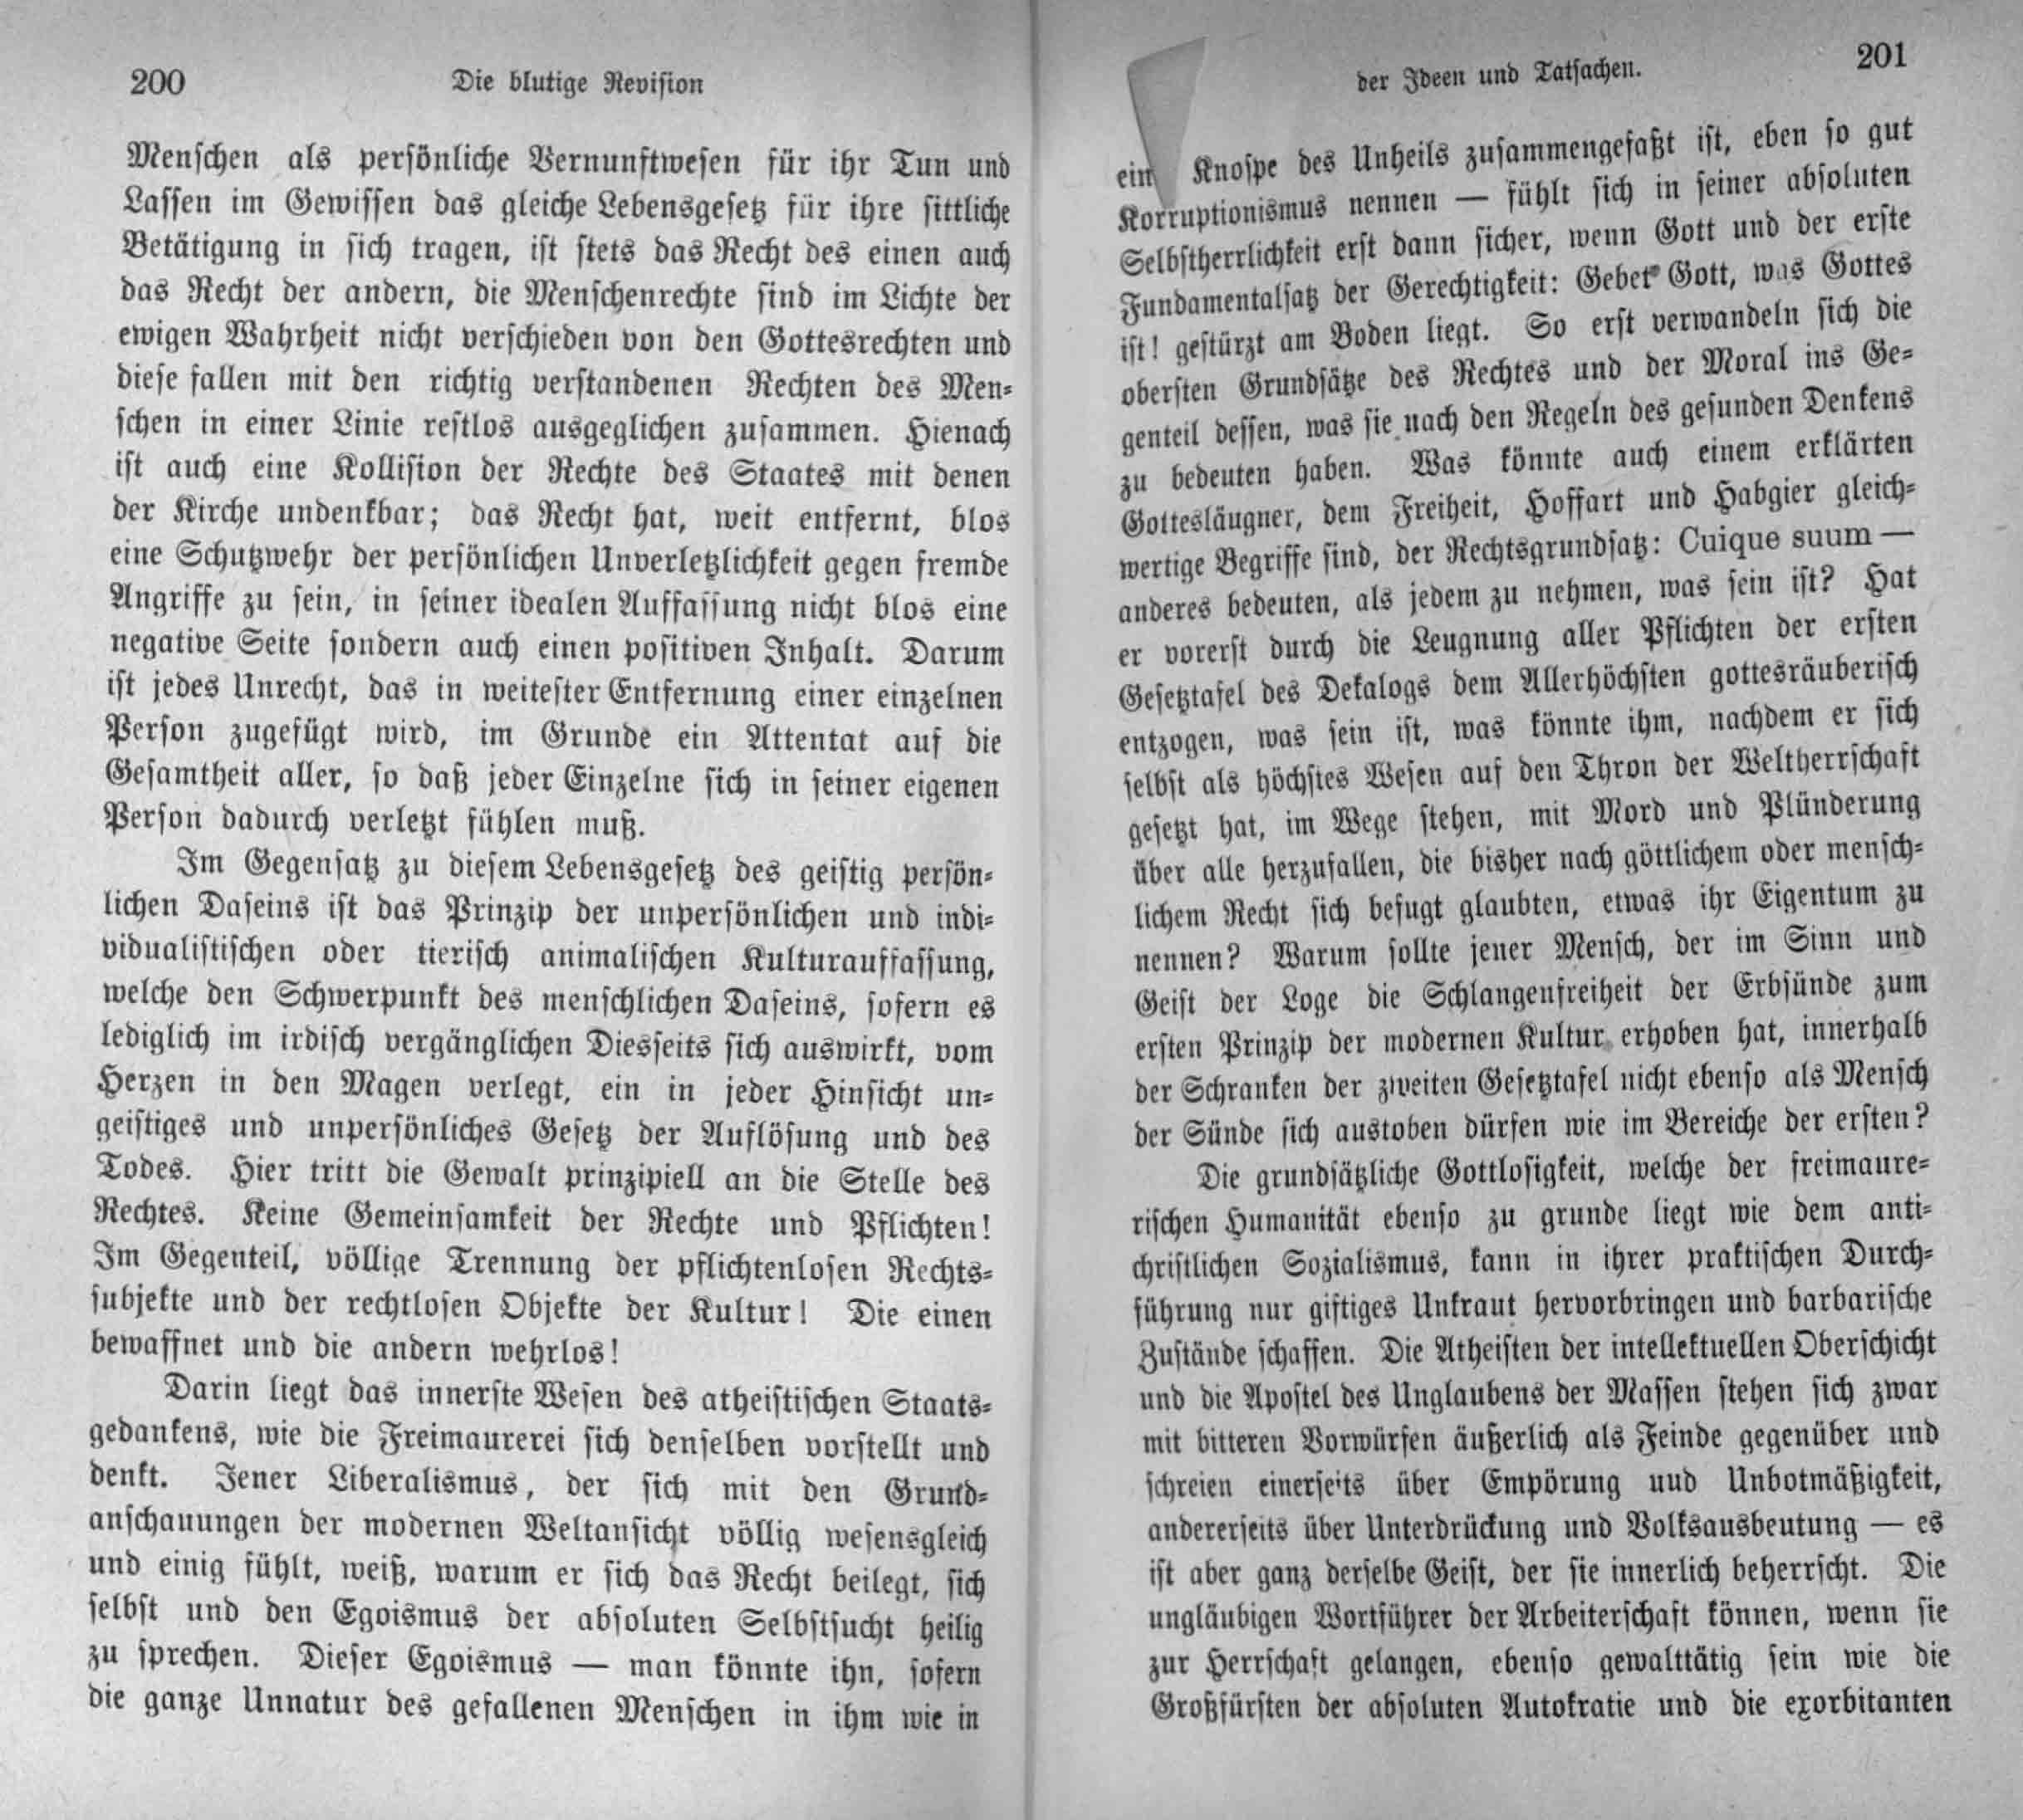 200
Die blutige Revision
Menschen als persönliche Vernunftwesen für ihr Tun und
Lassen im Gewissen das gleiche Lebensgesetz für ihre sittliche
Betätigung in sich tragen, ist stets das Recht des einen auch
das Recht der andern, die Menschenrechte sind im Lichte der
ewigen Wahrheit nicht verschieden von den Gottesrechten und
diese fallen mit den richtig verstandenen Rechten des Men-
schen in einer Linie restlos ausgeglichen zusammen. Hienach
ist auch eine Kollision der Rechte des Staates mit denen
der Kirche undenkbar; das Recht hat, weit entfernt, blos
eine Schutzwehr der persönlichen Unverletzlichkeit gegen fremde
Angriffe zu sein, in seiner idealen Auffassung nicht blos eine
negative Seite sondern auch einen positiven Inhalt. Darum
ist jedes Unrecht, das in weitester Entfernung einer einzelnen
Person zugefügt wird, im Grunde ein Attentat auf die
Gesamtheit aller, so daß jeder Einzelne sich in seiner eigenen
Person dadurch verletzt fühlen muß.
Im Gegensatz zu diesem Lebensgesetz des geistig persön-
lichen Daseins ist das Prinzip der unpersönlichen und indi-
vidualistischen oder tierisch animalischen Kulturauffassung,
welche den Schwerpunkt des menschlichen Daseins, sofern es
lediglich im irdisch vergänglichen Diesseits sich auswirkt, vom
Herzen in den Magen verlegt, ein in jeder Hinsicht un-
geistiges und unpersönliches Gesetz der Auflösung und des
Todes. Hier tritt die Gewalt prinzipiell an die Stelle des
Rechtes. Keine Gemeinsamkeit der Rechte und Pflichten!
Im Gegenteil, völlige Trennung der pflichtenlosen Rechts-
subjekte und der rechtlosen Objekte der Kultur! Die einen
bewaffnet und die andern wehrlos!
Darin liegt das innerste Wesen des atheistischen Staats-
gedankens, wie die Freimaurerei sich denselben vorstellt und
denkt. Jener Liberalismus, der sich mit den Grund-
anschauungen der modernen Weltansicht völlig wesensgleich
und einig fühlt, weiß, warum er sich das Recht beilegt, sich
selbst und den Egoismus der absoluten Selbstsucht heilig
zu sprechen. Dieser Egoismus — man könnte ihn, sofern
die ganze Unnatur des gefallenen Menschen in ihm wie in
der Ideen und Tatsachen.
201
ein Knospe des Unheils zusammengefaßt ist, eben so gut
Korruptionismus nennen — fühlt sich in seiner absoluten
Selbstherrlichkeit erst dann sicher, wenn Gott und der erste
Fundamentalsatz der Gerechtigkeit: Gebet Gott, was Gottes
ist! gestürzt am Boden liegt. So erst verwandeln sich die
obersten Grundsätze des Rechtes und der Moral ins Ge-
genteil dessen, was sie nach den Regeln des gesunden Denkens
zu bedeuten haben. Was könnte auch einem erklärten
Gottesläugner, dem Freiheit, Hoffart und Habgier gleich-
wertige Begriffe sind, der Rechtsgrundsatz: Cuique suum —
anderes bedeuten, als jedem zu nehmen, was sein ist? Hat
er vorerst durch die Leugnung aller Pflichten der ersten
Gesetztafel des Dekalogs dem Allerhöchsten gottesräuberisch
entzogen, was sein ist, was könnte ihm, nachdem er sich
selbst als höchstes Wesen auf den Thron der Weltherrschaft
gesetzt hat, im Wege stehen, mit Mord und Plünderung
über alle herzufallen, die bisher nach göttlichem oder mensch-
lichem Recht sich befugt glaubten, etwas ihr Eigentum zu
nennen? Warum sollte jener Mensch, der im Sinn und
Geist der Loge die Schlangenfreiheit der Erbsünde zum
ersten Prinzip der modernen Kultur erhoben hat, innerhalb
der Schranken der zweiten Gesetztafel nicht ebenso als Mensch
der Sünde sich austoben dürfen wie im Bereiche der ersten?
Die grundsätzliche Gottlosigkeit, welche der freimaure-
rischen Humanität ebenso zu grunde liegt wie dem anti-
christlichen Sozialismus, kann in ihrer praktischen Durch-
führung nur giftiges Unkraut hervorbringen und barbarische
Zustände schaffen. Die Atheisten der intellektuellen Oberschicht
und die Apostel des Unglaubens der Massen stehen sich zwar
mit bitteren Vorwürfen äußerlich als Feinde gegenüber und
schreien einerseits über Empörung uud Unbotmäßigkeit,
andererseits über Unterdrückung und Volksausbeutung — es
ist aber ganz derselbe Geist, der sie innerlich beherrscht. Die
ungläubigen Wortführer der Arbeiterschaft können, wenn sie
zur Herrschaft gelangen, ebenso gewalttätig sein wie die
Großfürsten der absoluten Autokratie und die exorbitanten